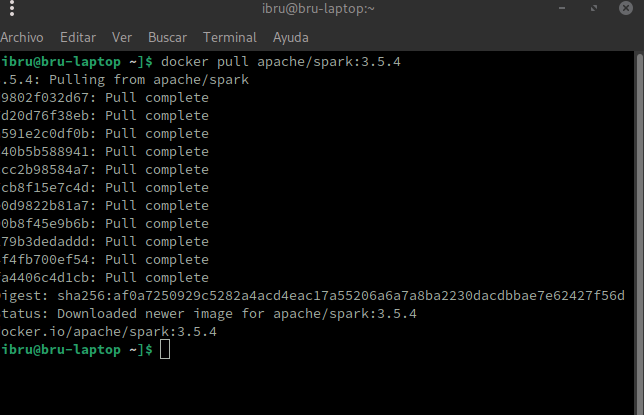 ibru@bru-laptop:~
Archivo Editar Ver Buscar Terminal Ayuda
ibru@bru-laptop ~]$ docker pull apache/spark:3.5.4
.5.4: Pulling from apache/spark
9802f032d67: Pull complete
d20d76f38eb: Pull complete
591e2c0df0b: Pull complete
40b5b588941: Pull complete
cc2b98584a7: Pull complete
cb8f15e7c4d: Pull complete
0d9822b81a7: Pull complete
0b8f45e9b6b: Pull complete
79b3dedaddd: Pull complete
f4fb700ef54: Pull complete
a4406c4d1cb: Pull complete
igest: sha256:af0a7250929c5282a4acd4eac17a55206a6a7a8ba2230dacdbbae7e62427f56d
tatus: Downloaded newer image for apache/spark:3.5.4
ocker.io/apache/spark:3.5.4
ibru@bru-laptop ~]$